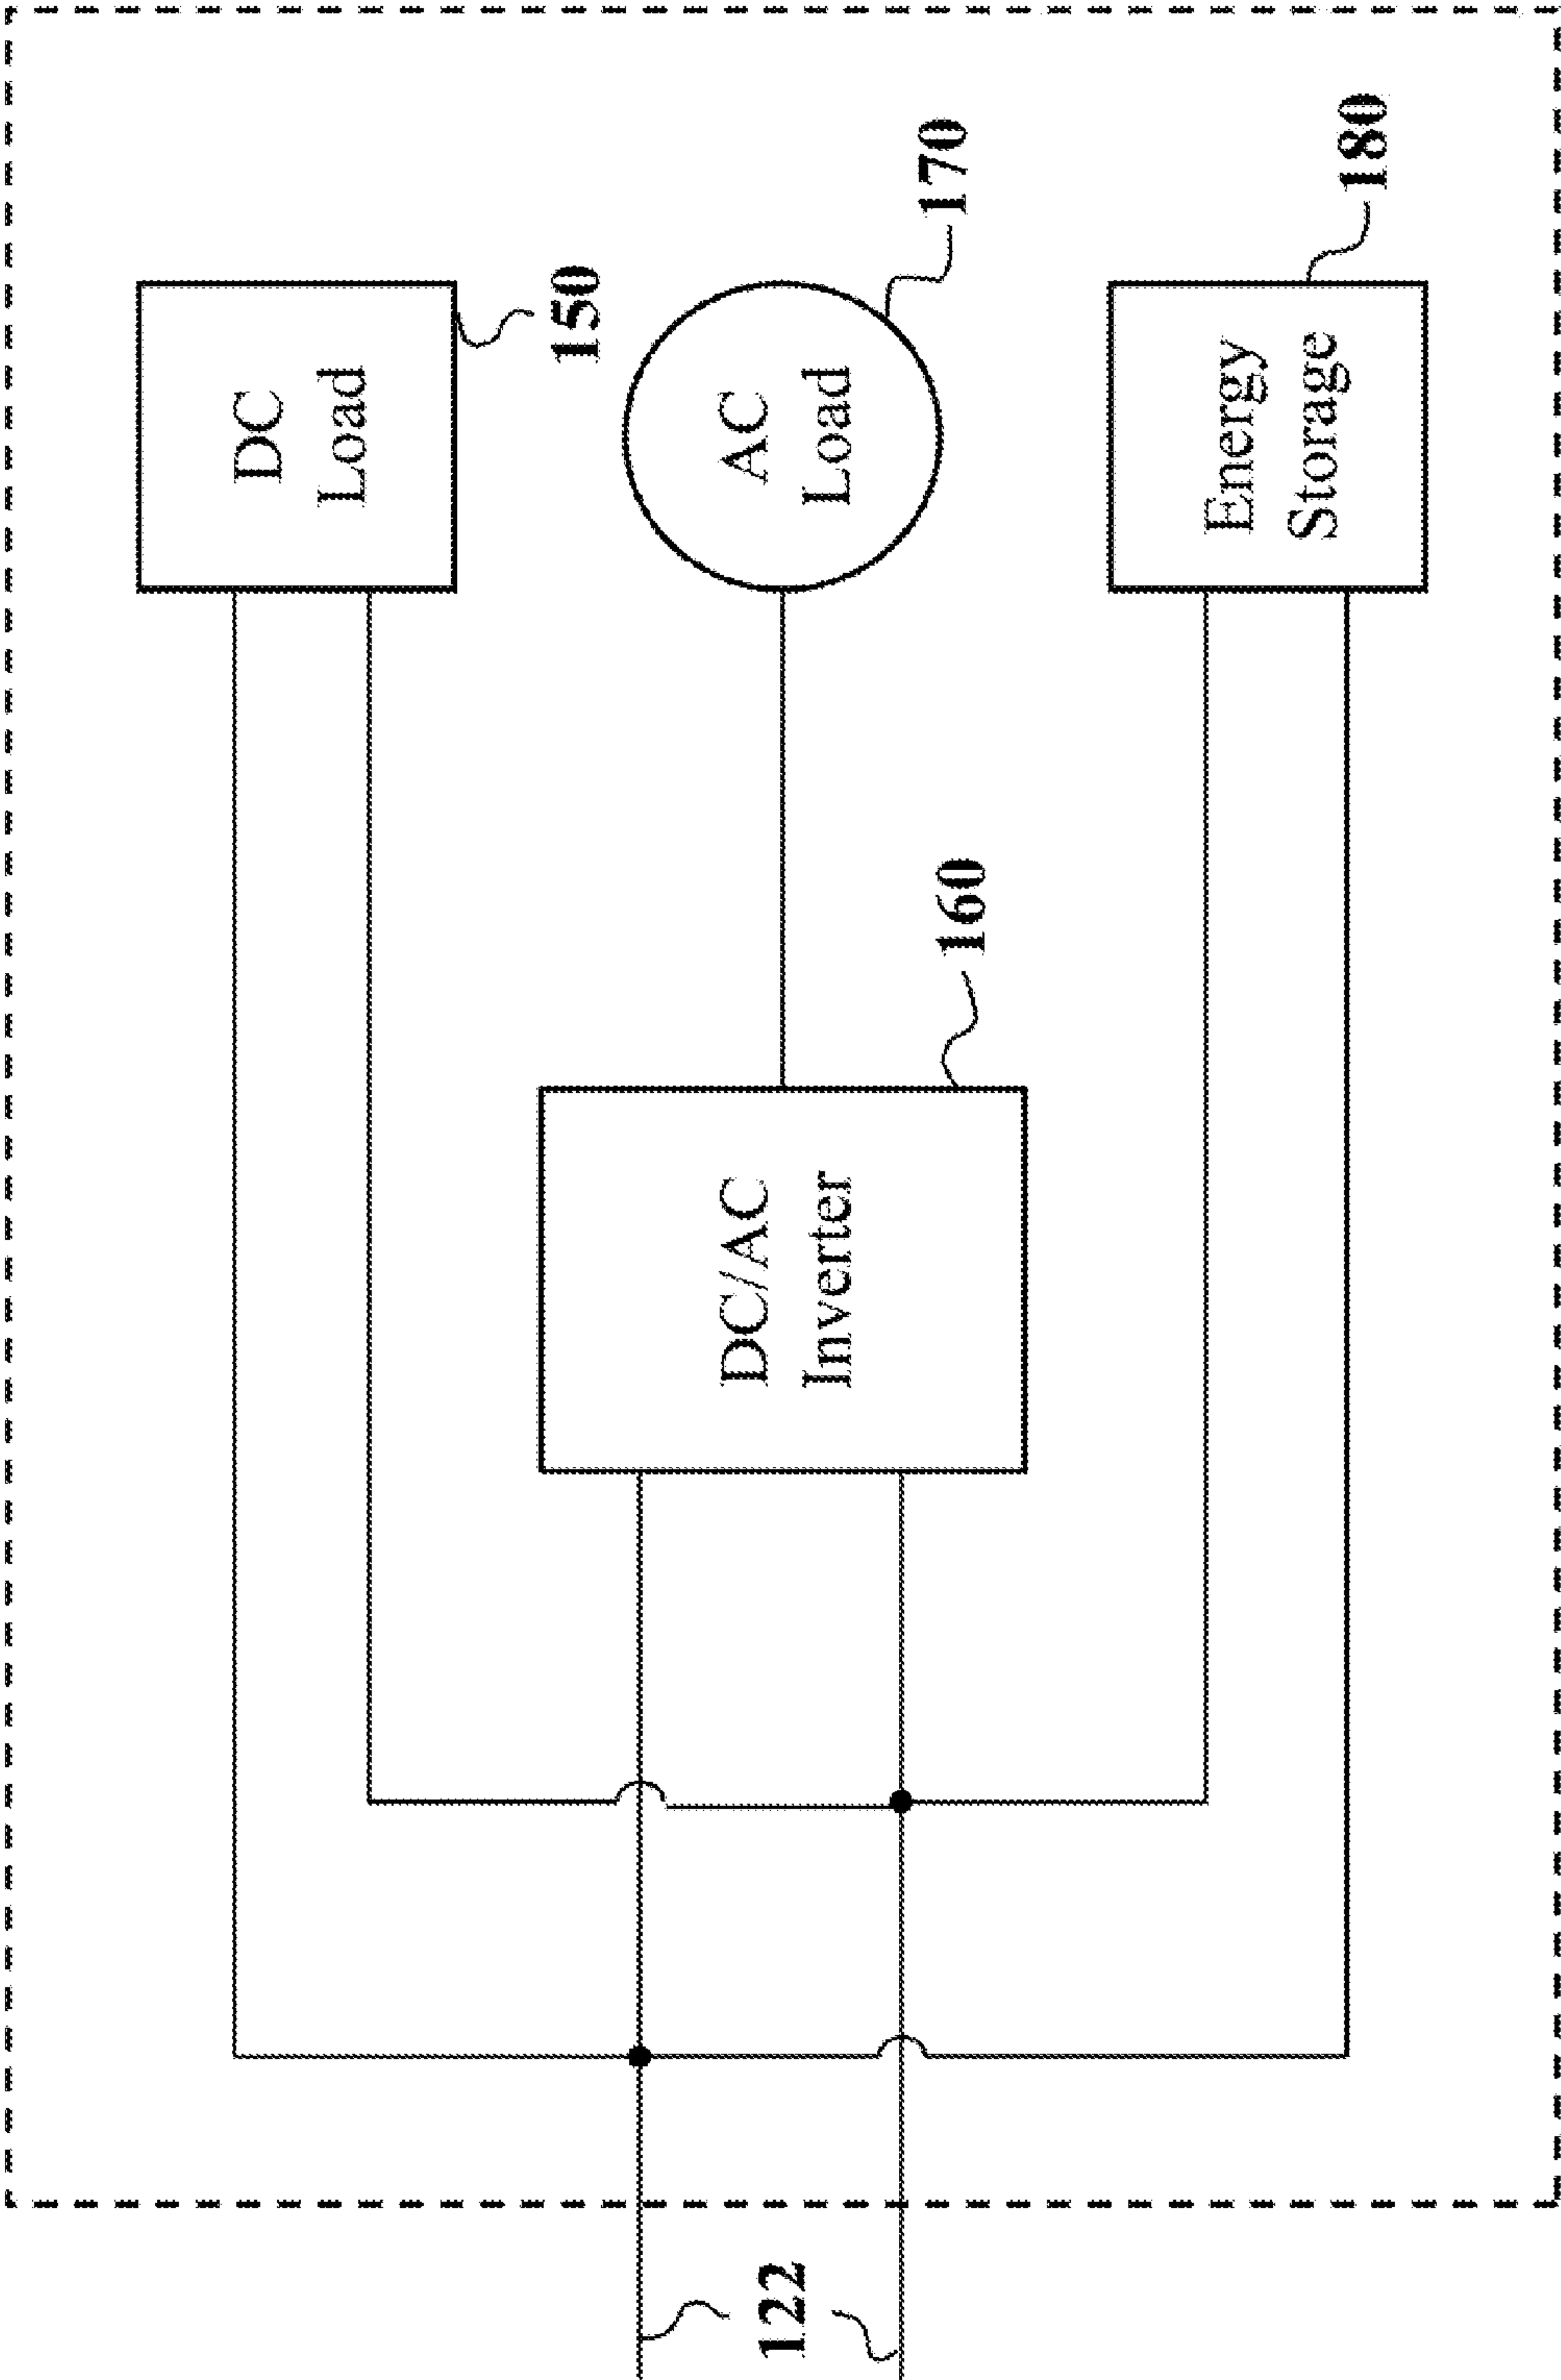 DC
Load
150
AC
Load
170
DC/AC
Inverter
160
Energy
Storage
180
122